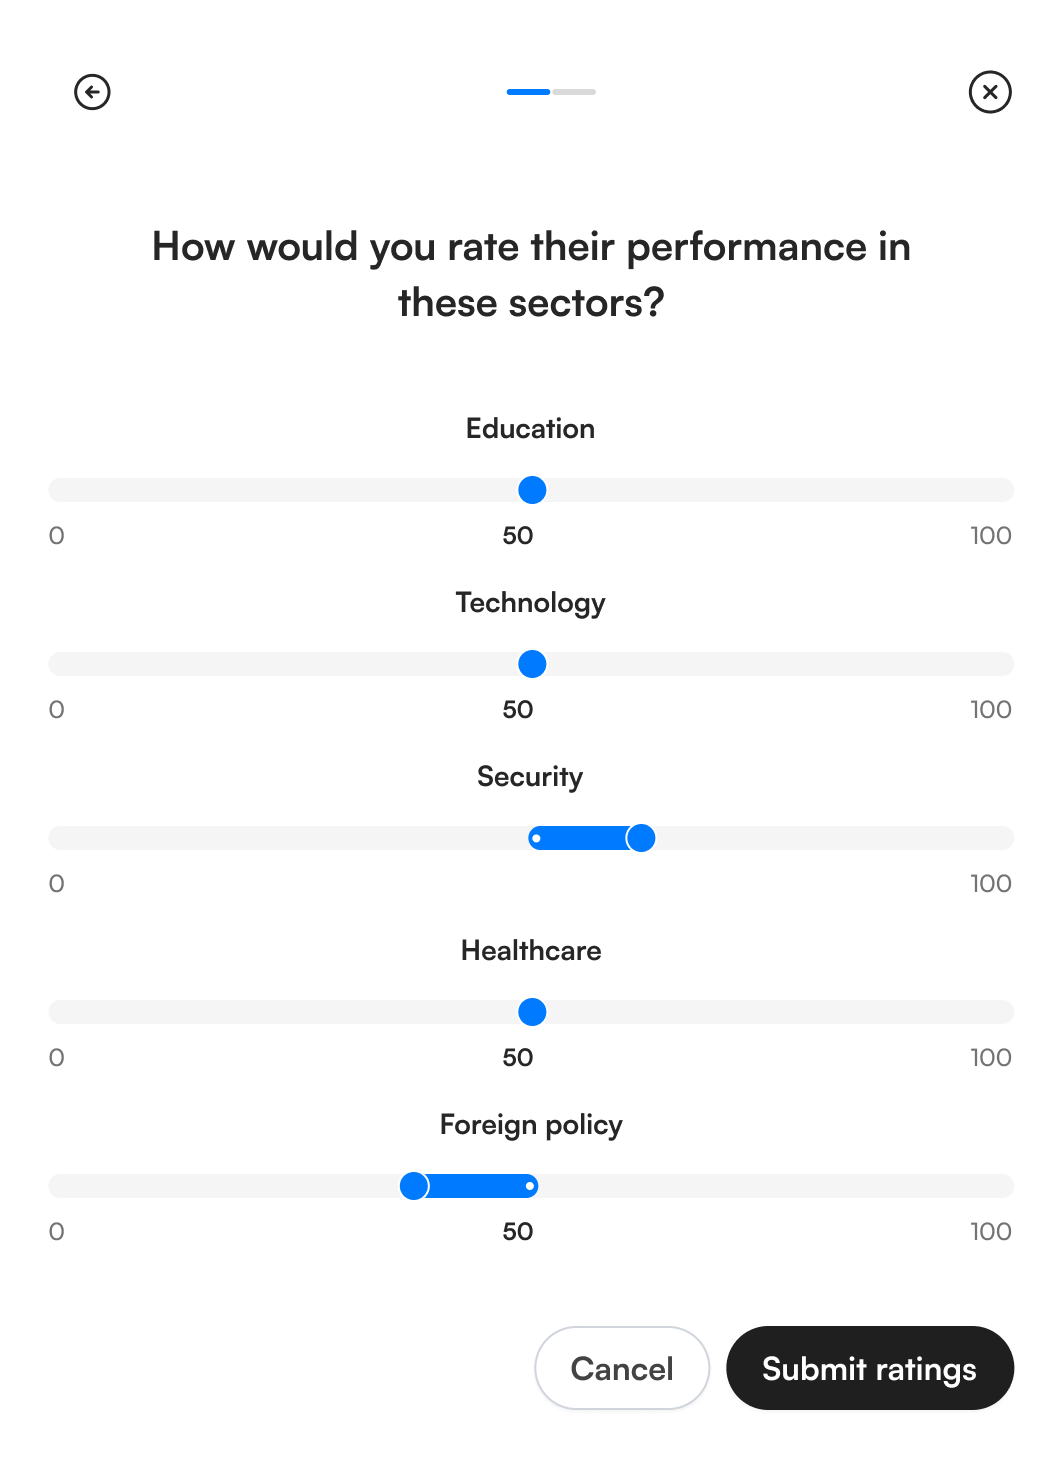 How would you rate their performance in
these sectors?
Education
0 50 100
Technology
0 50 100
Security
0 100
Healthcare
0 50 100
Foreign policy
0 50 100
Cancel Submit ratings